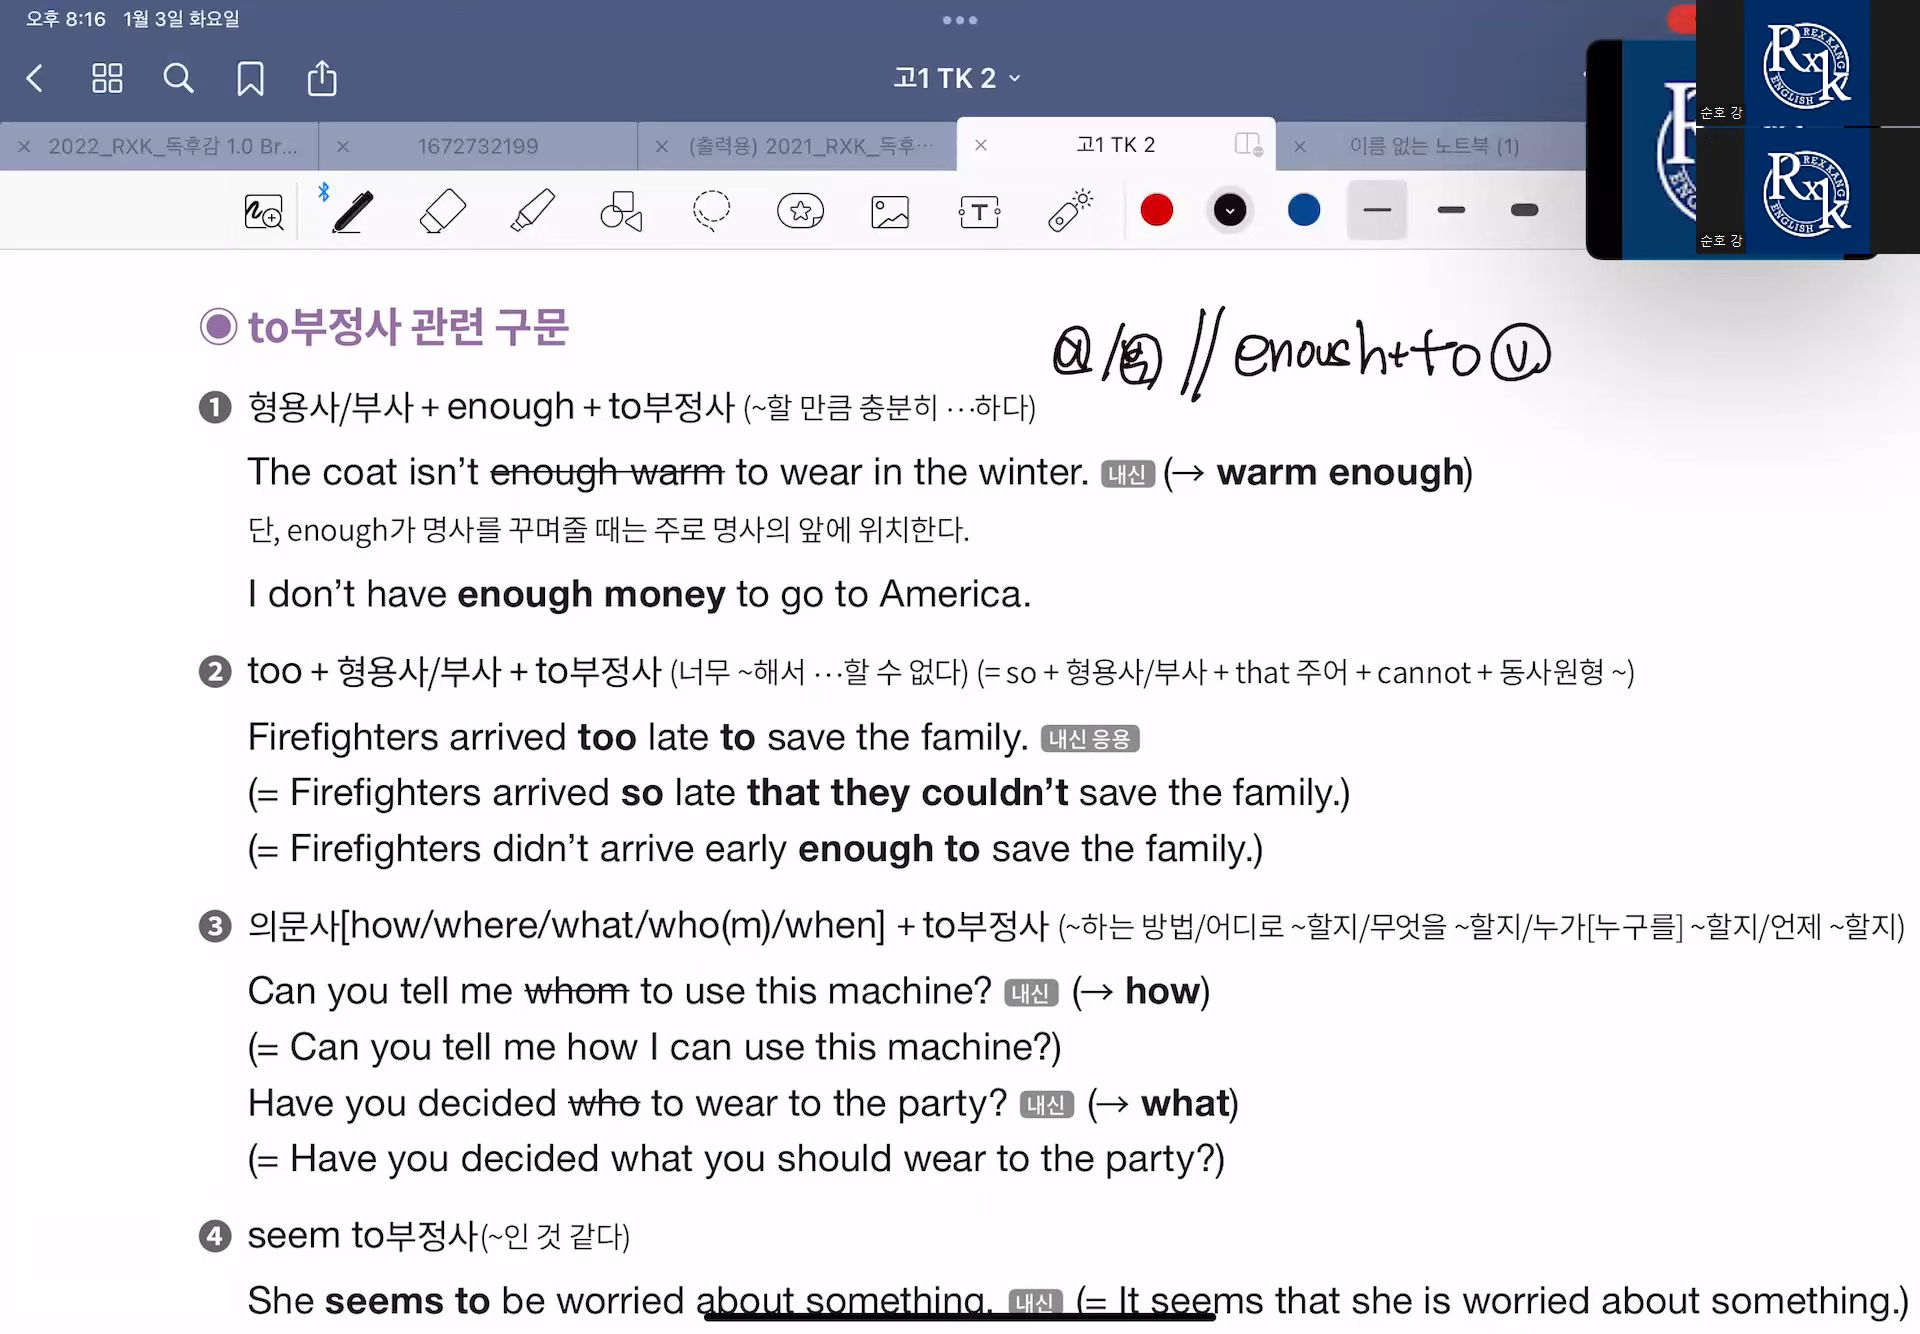 오후 8:16 1월 3일 화요일
고1 TK 2
2022_RXK_독후감 1.0 Br...
1672732199
(출력용) 2021_RXK_독후...
고1 TK 2
이름 없는 노트북 (1)
REX KANG
RxK
ENGLISH
순호 강
REX KANG
RxK
ENGLISH
순호 강
to부정사 관련 구문
enough+to Ⓥ
❶ 형용사/부사 + enough + to부정사 (~할 만큼 충분히 …하다)
The coat isn’t enough warm to wear in the winter. 내신 (→ warm enough)
단, enough가 명사를 꾸며줄 때는 주로 명사의 앞에 위치한다.
I don’t have enough money to go to America.
❷ too + 형용사/부사 + to부정사 (너무 ~해서 …할 수 없다) (= so + 형용사/부사 + that 주어 + cannot + 동사원형 ~)
Firefighters arrived too late to save the family. 내신 응용
(= Firefighters arrived so late that they couldn’t save the family.)
(= Firefighters didn’t arrive early enough to save the family.)
❸ 의문사[how/where/what/who(m)/when] + to부정사 (~하는 방법/어디로 ~할지/무엇을 ~할지/누가[누구를] ~할지/언제 ~할지)
Can you tell me whom to use this machine? 내신 (→ how)
(= Can you tell me how I can use this machine?)
Have you decided who to wear to the party? 내신 (→ what)
(= Have you decided what you should wear to the party?)
❹ seem to부정사(~인 것 같다)
She seems to be worried about something. 내신 (= It seems that she is worried about something.)